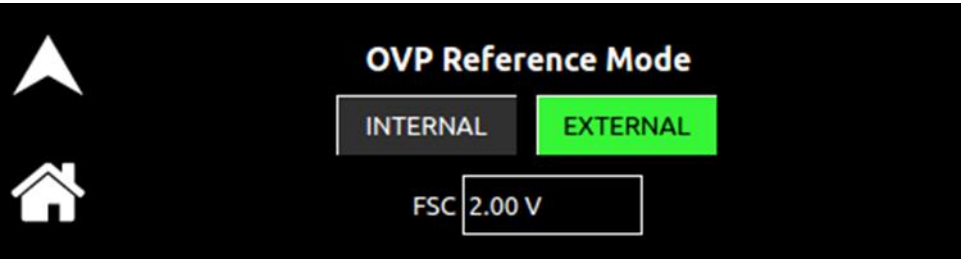 OVP Reference Mode
INTERNAL EXTERNAL
FSC 2.00 V